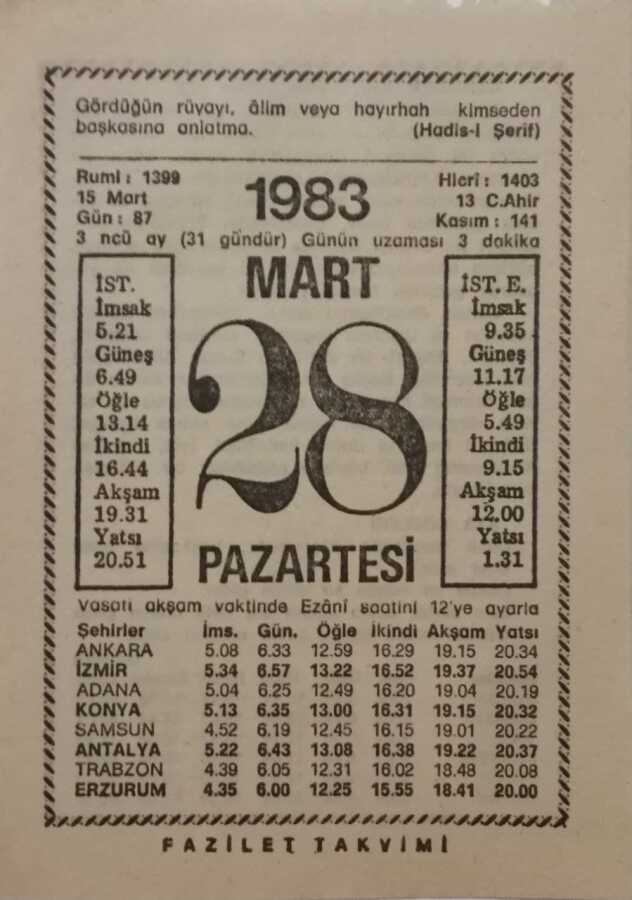 Gördüğün rüyayı, âlim veya hayırhah kimseden
başkasına anlatma. (Hadis-i Şerif)
Rumi : 1399
15 Mart
Gün : 87
1983
Hicri : 1403
13 C.Ahir
Kasım : 141
3 ncü ay (31 gündür) Günün uzaması 3 dakika
MART
28
PAZARTESİ
İST.
İmsak
5.21
Güneş
6.49
Öğle
13.14
İkindi
16.44
Akşam
19.31
Yatsı
20.51
İST. E.
İmsak
9.35
Güneş
11.17
Öğle
5.49
İkindi
9.15
Akşam
12.00
Yatsı
1.31
Vasati akşam vaktinde Ezânî saatini 12'ye ayarla
Şehirler İms. Gün. Öğle İkindi Akşam Yatsı
ANKARA 5.08 6.33 12.59 16.29 19.15 20.34
İZMİR 5.34 6.57 13.22 16.52 19.37 20.54
ADANA 5.04 6.25 12.49 16.20 19.04 20.19
KONYA 5.13 6.35 13.00 16.31 19.15 20.32
SAMSUN 4.52 6.19 12.45 16.15 19.01 20.22
ANTALYA 5.22 6.43 13.08 16.38 19.22 20.37
TRABZON 4.39 6.05 12.31 16.02 18.48 20.08
ERZURUM 4.35 6.00 12.25 15.55 18.41 20.00
FAZİLET TAKVİMİ